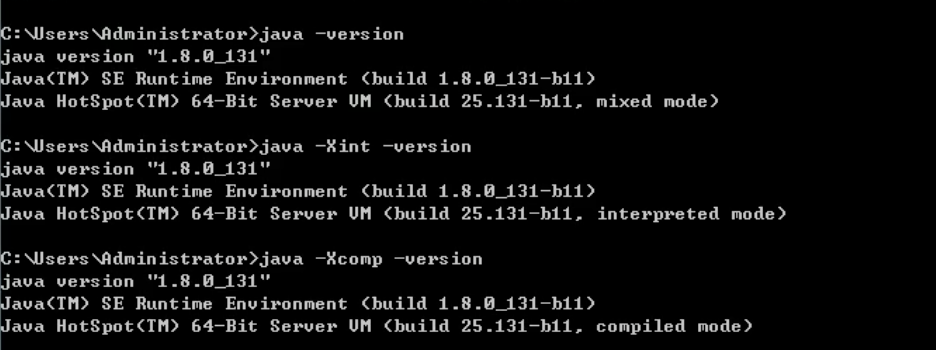 C:\Users\Administrator>java -version
java version "1.8.0_131"
Java(TM) SE Runtime Environment (build 1.8.0_131-b11)
Java HotSpot(TM) 64-Bit Server VM (build 25.131-b11, mixed mode)
C:\Users\Administrator>java -Xint -version
java version "1.8.0_131"
Java(TM) SE Runtime Environment (build 1.8.0_131-b11)
Java HotSpot(TM) 64-Bit Server VM (build 25.131-b11, interpreted mode)
C:\Users\Administrator>java -Xcomp -version
java version "1.8.0_131"
Java(TM) SE Runtime Environment (build 1.8.0_131-b11)
Java HotSpot(TM) 64-Bit Server VM (build 25.131-b11, compiled mode)